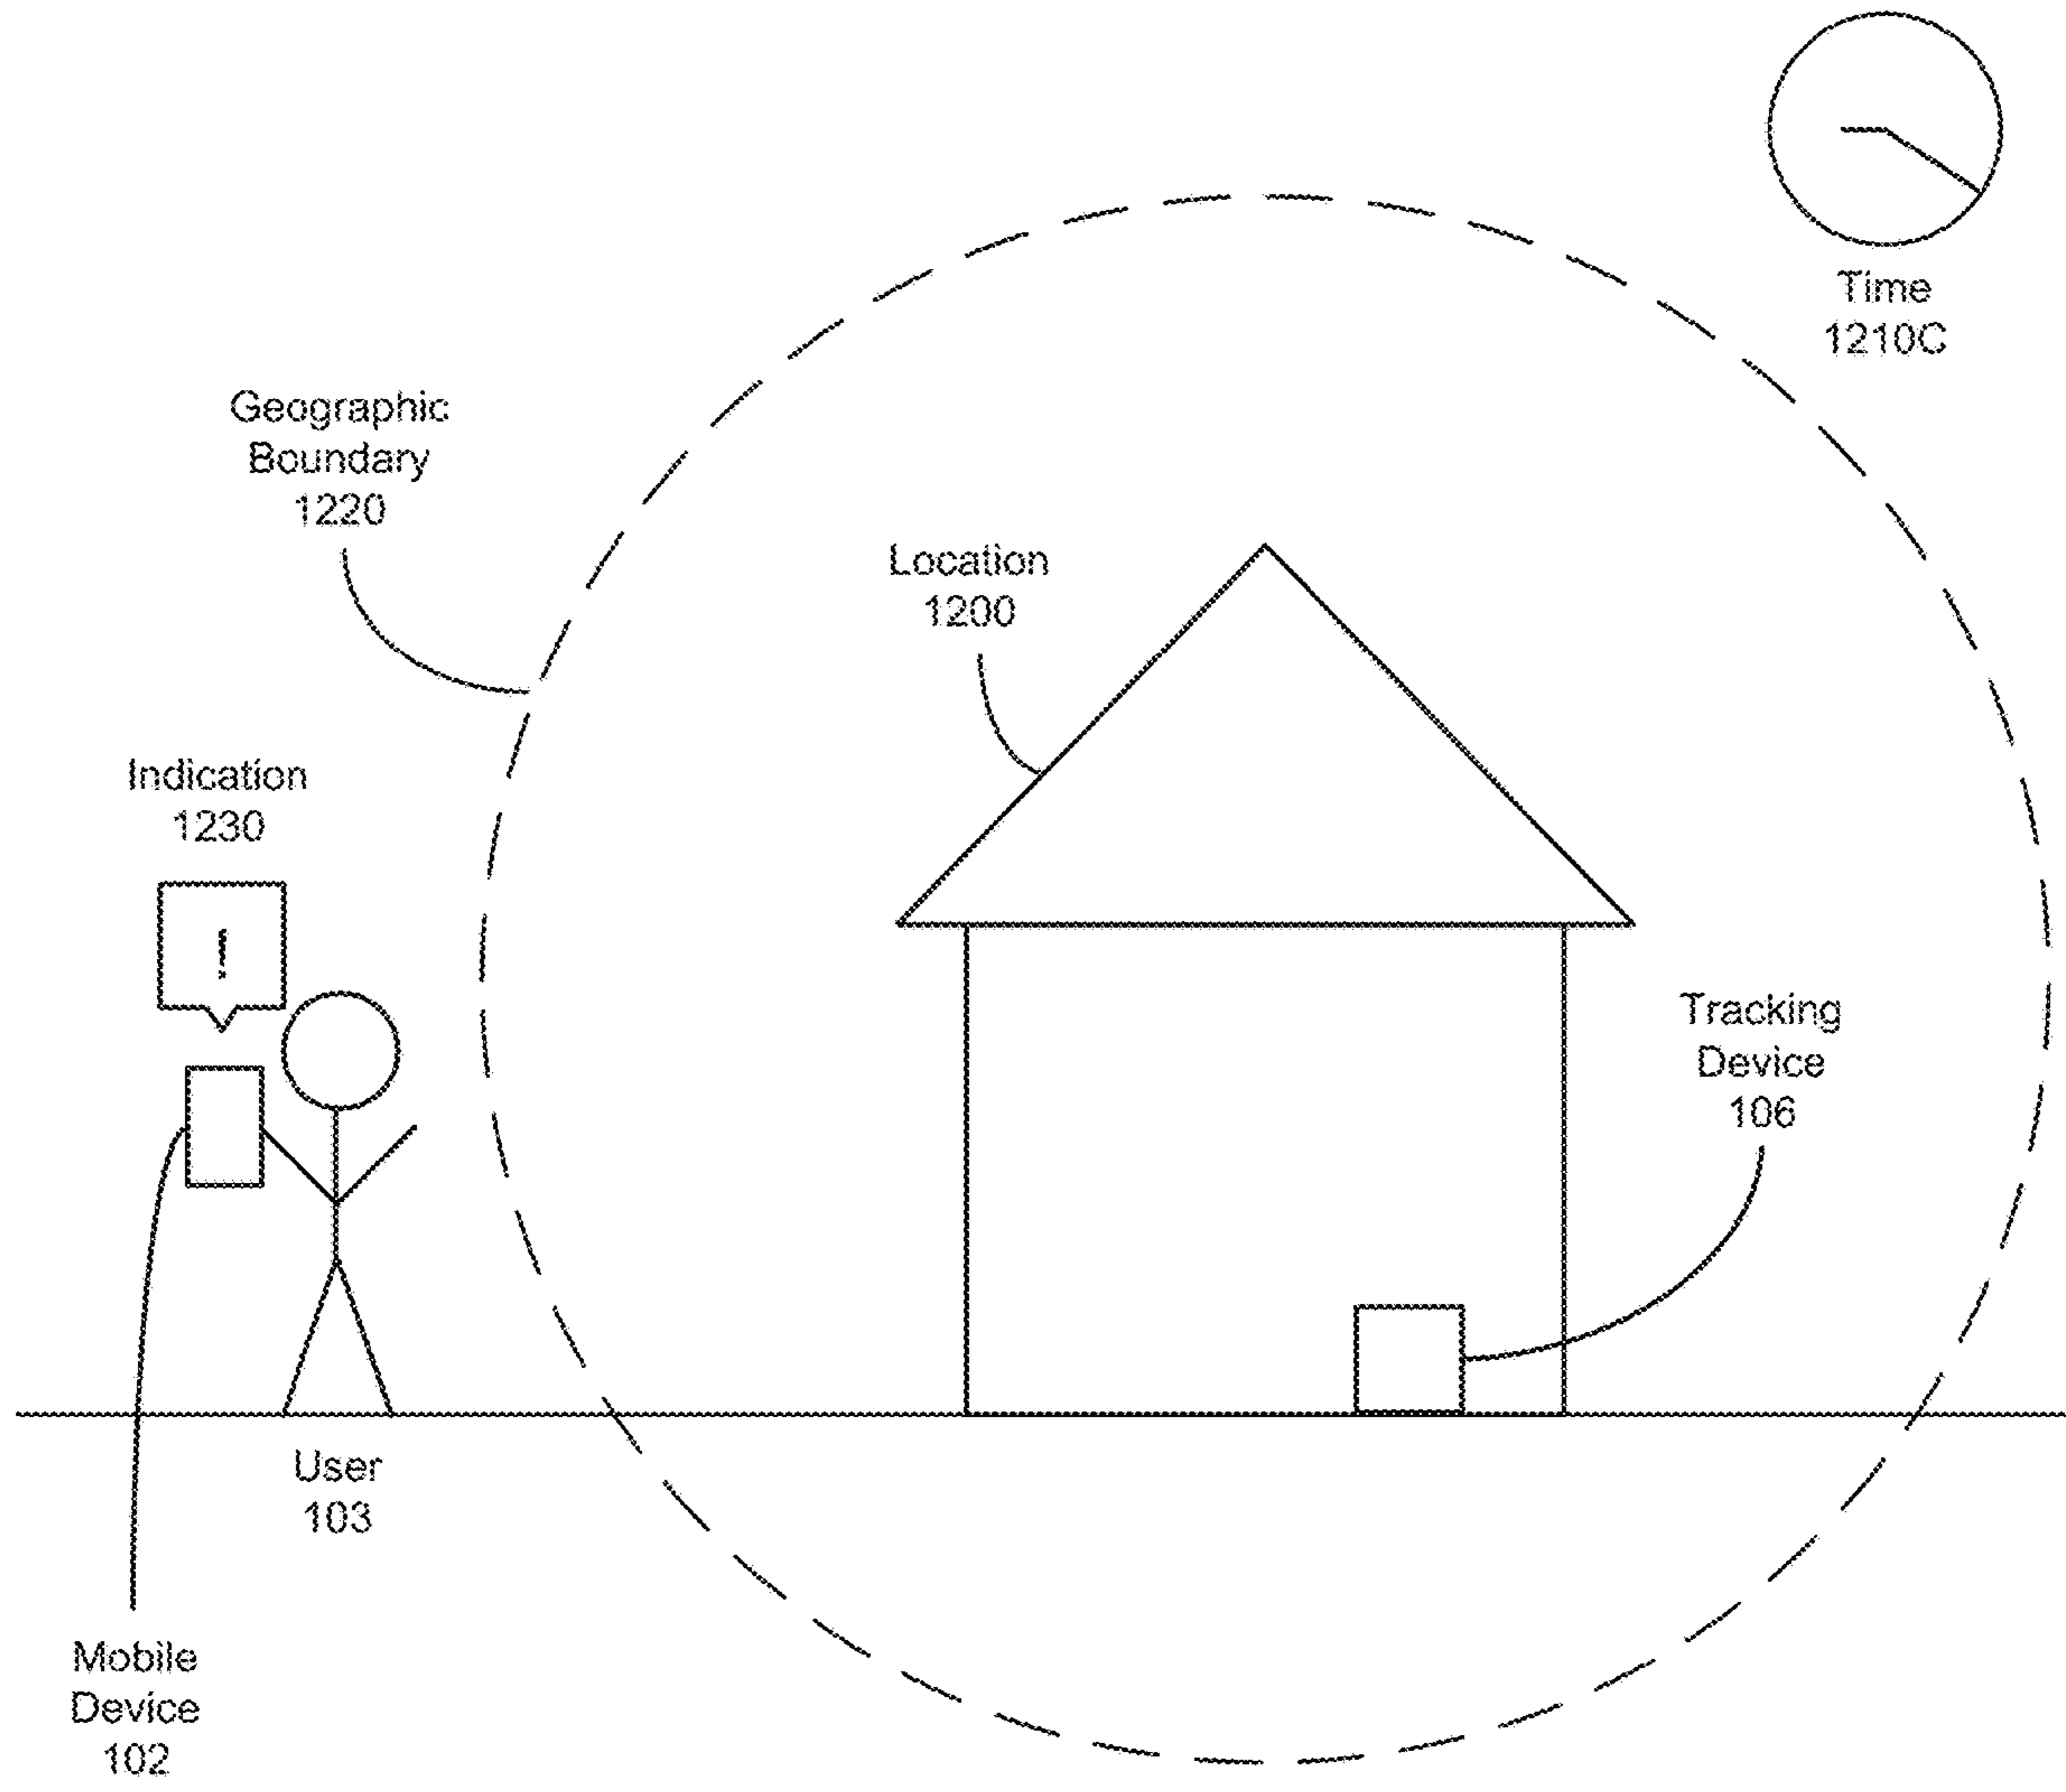 Time
1210C
Geographic
Boundary
1220
Location
1200
Indication
1230
!
Tracking
Device
106
User
103
Mobile
Device
102